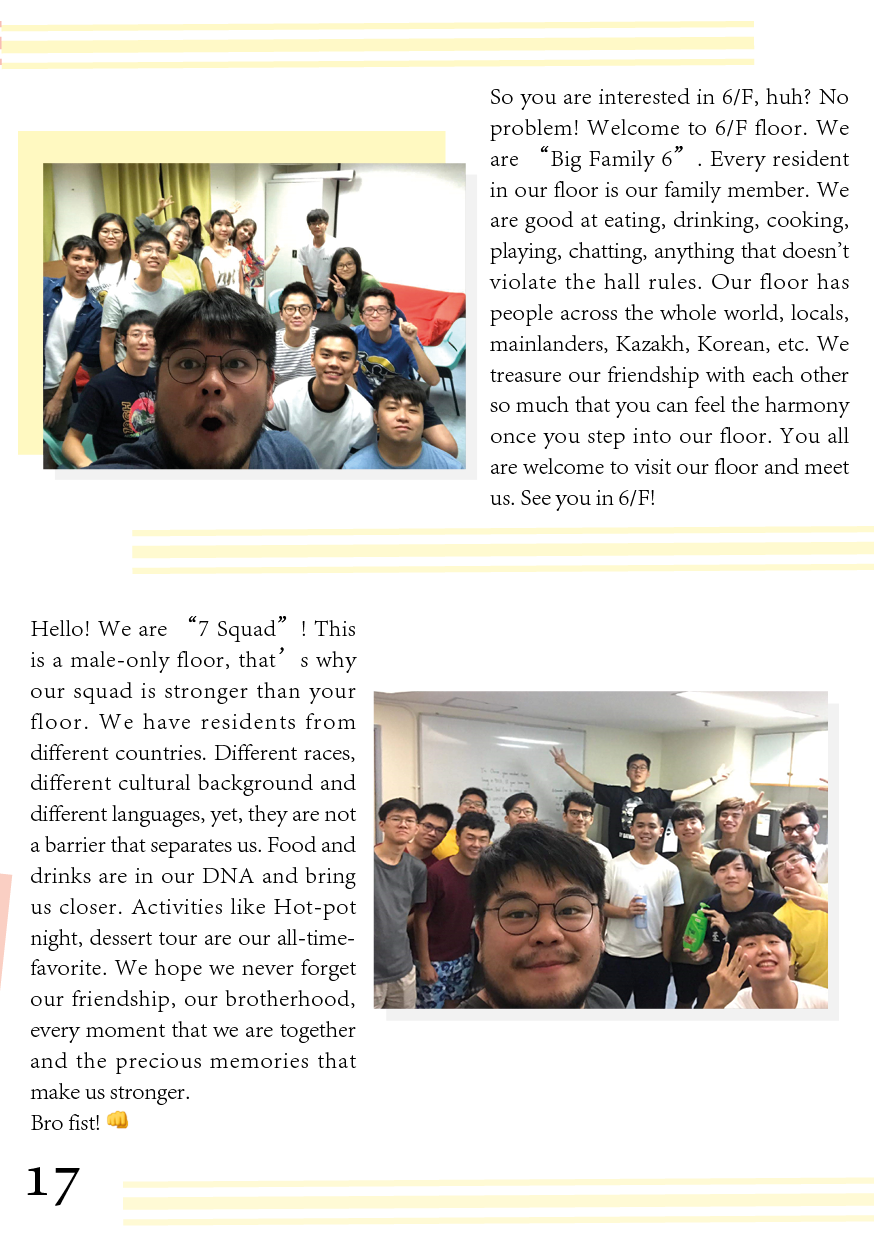 So you are interested in 6/F, huh? No
problem! Welcome to 6/F floor. We
are “Big Family 6”. Every resident
in our floor is our family member. We
are good at eating, drinking, cooking,
playing, chatting, anything that doesn’t
violate the hall rules. Our floor has
people across the whole world, locals,
mainlanders, Kazakh, Korean, etc. We
treasure our friendship with each other
so much that you can feel the harmony
once you step into our floor. You all
are welcome to visit our floor and meet
us. See you in 6/F!
Hello! We are “7 Squad”! This
is a male-only floor, that’s why
our squad is stronger than your
floor. We have residents from
different countries. Different races,
different cultural background and
different languages, yet, they are not
a barrier that separates us. Food and
drinks are in our DNA and bring
us closer. Activities like Hot-pot
night, dessert tour are our all-time-
favorite. We hope we never forget
our friendship, our brotherhood,
every moment that we are together
and the precious memories that
make us stronger.
Bro fist! 👊
17